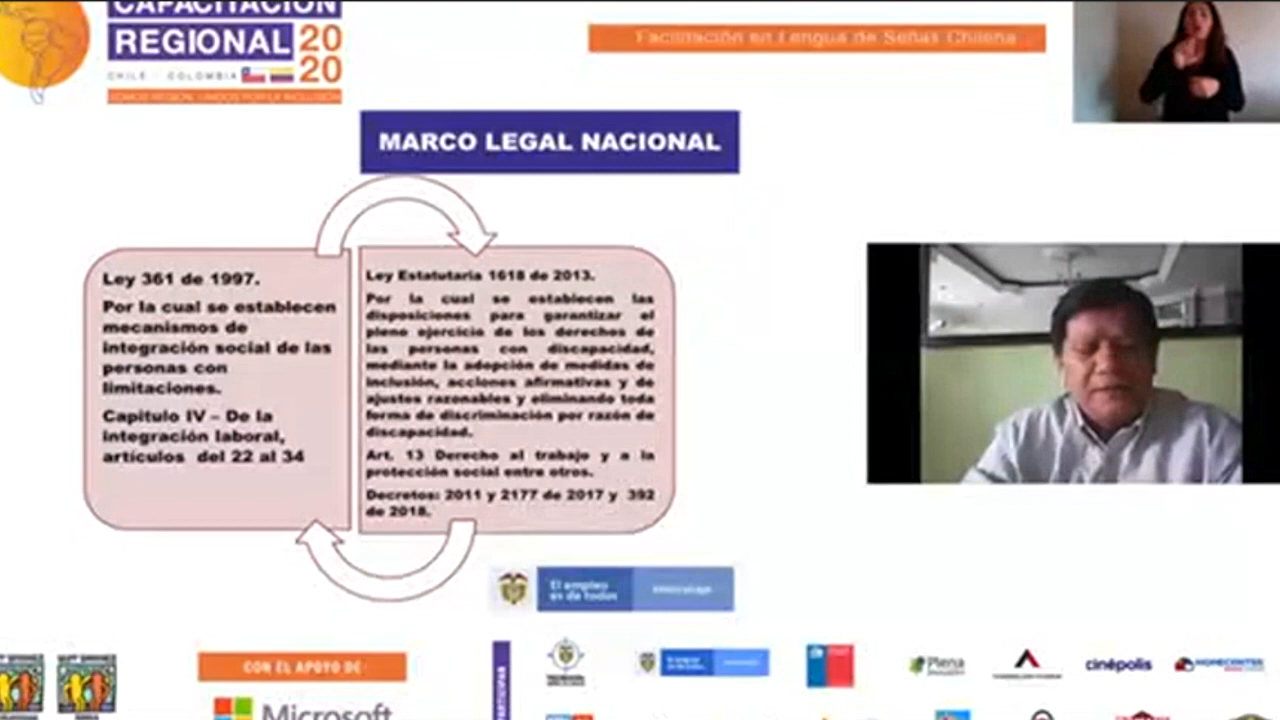 CAPACITACIÓN
REGIONAL 2020
CHILE - COLOMBIA
Facilitación en Lengua de Señas Chilena
MARCO LEGAL NACIONAL
Ley 361 de 1997.
Por la cual se establecen
mecanismos de
integración social de las
personas con
limitaciones.
Capitulo IV – De la
integración laboral,
artículos del 22 al 34
Ley Estatutaria 1618 de 2013.
Por la cual se establecen las
disposiciones para garantizar el
pleno ejercicio de los derechos de
las personas con discapacidad,
mediante la adopción de medidas de
inclusión, acciones afirmativas y de
ajustes razonables y eliminando toda
forma de discriminación por razón de
discapacidad.
Art. 13 Derecho al trabajo y a la
protección social entre otros.
Decretos: 2011 y 2177 de 2017 y 392
de 2018.
El empleo
es de todos
CON EL APOYO DE
Microsoft
Plena
cinépolis
HOMECENTER